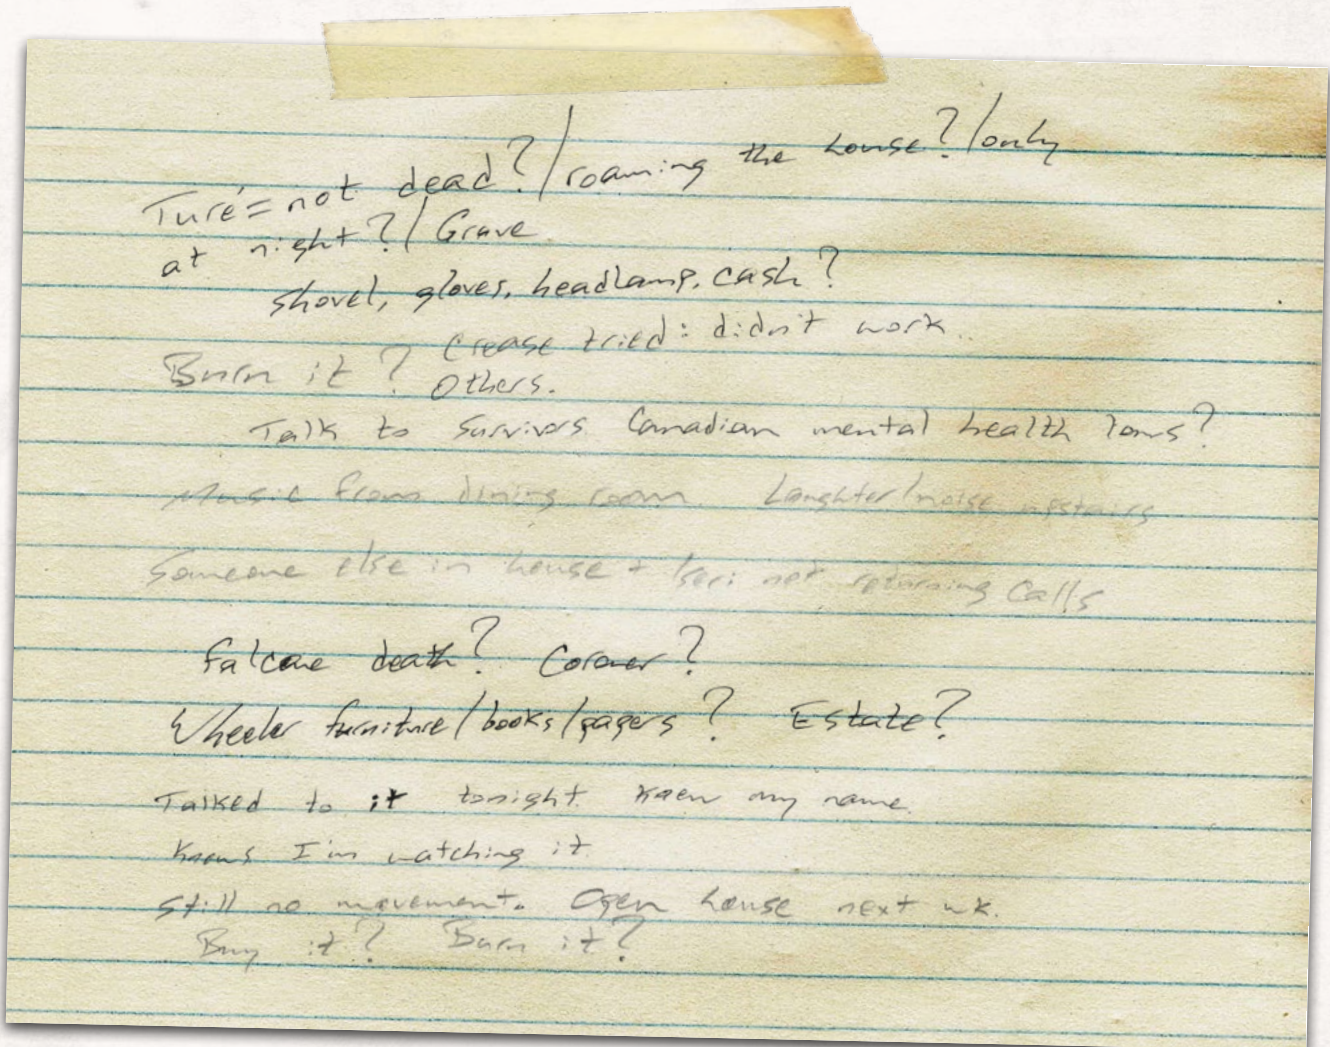 Turé = not dead? / roaming the house? / only
at night? / Grave
shovel, gloves, headlamp, cash?
Burn it? Crease tried: didn't work.
Others.
Talk to survivors Canadian mental health laws?
Music from dining room Laughter/noise upstairs
Someone else in house + not returning calls
Falcone death? Coroner?
Wheeler furniture/books/papers? Estate?
Talked to it tonight. Knew my name.
Knows I'm watching it.
Still no movement. Open house next wk.
Buy it? Burn it?